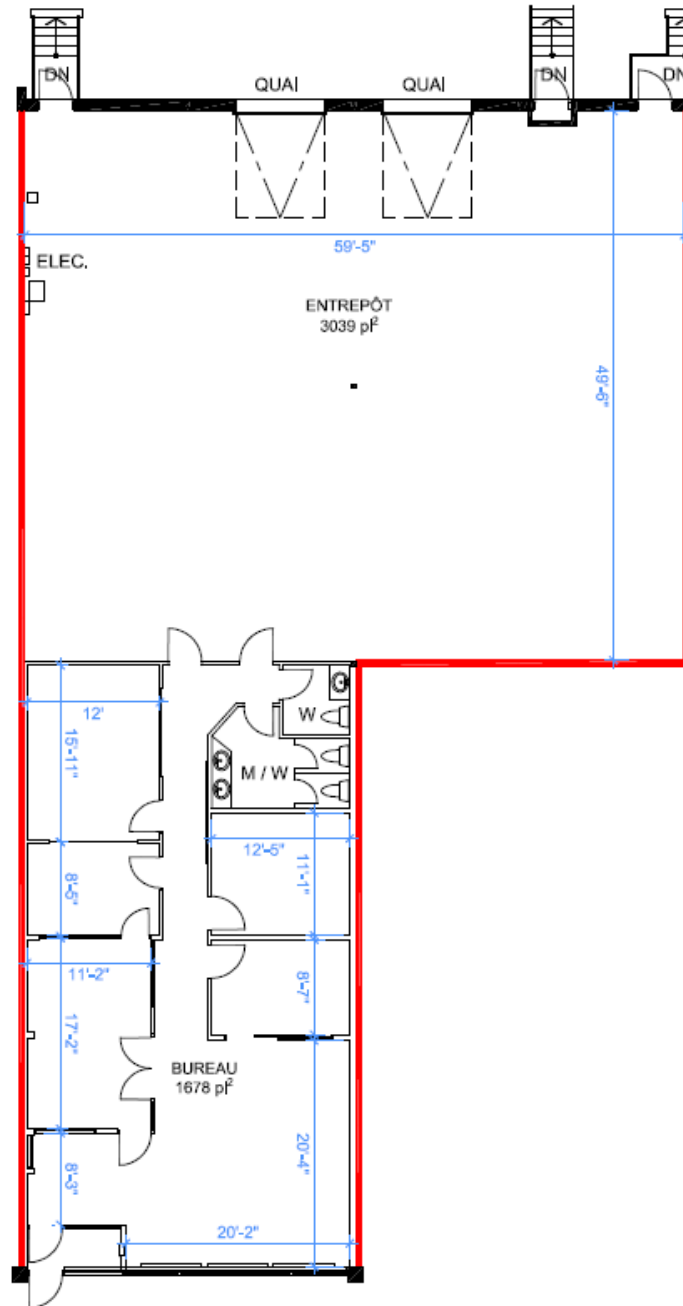 DN
DN
DN
QUAI
QUAI
59'-5"
ELEC.
ENTREPÔT
3039 pi²
49'-6"
12'
15'-11"
W
M / W
12'-5"
11'-1"
8'-5"
11'-2"
8'-7"
17'-2"
BUREAU
1678 pi²
20'-4"
8'-3"
20'-2"